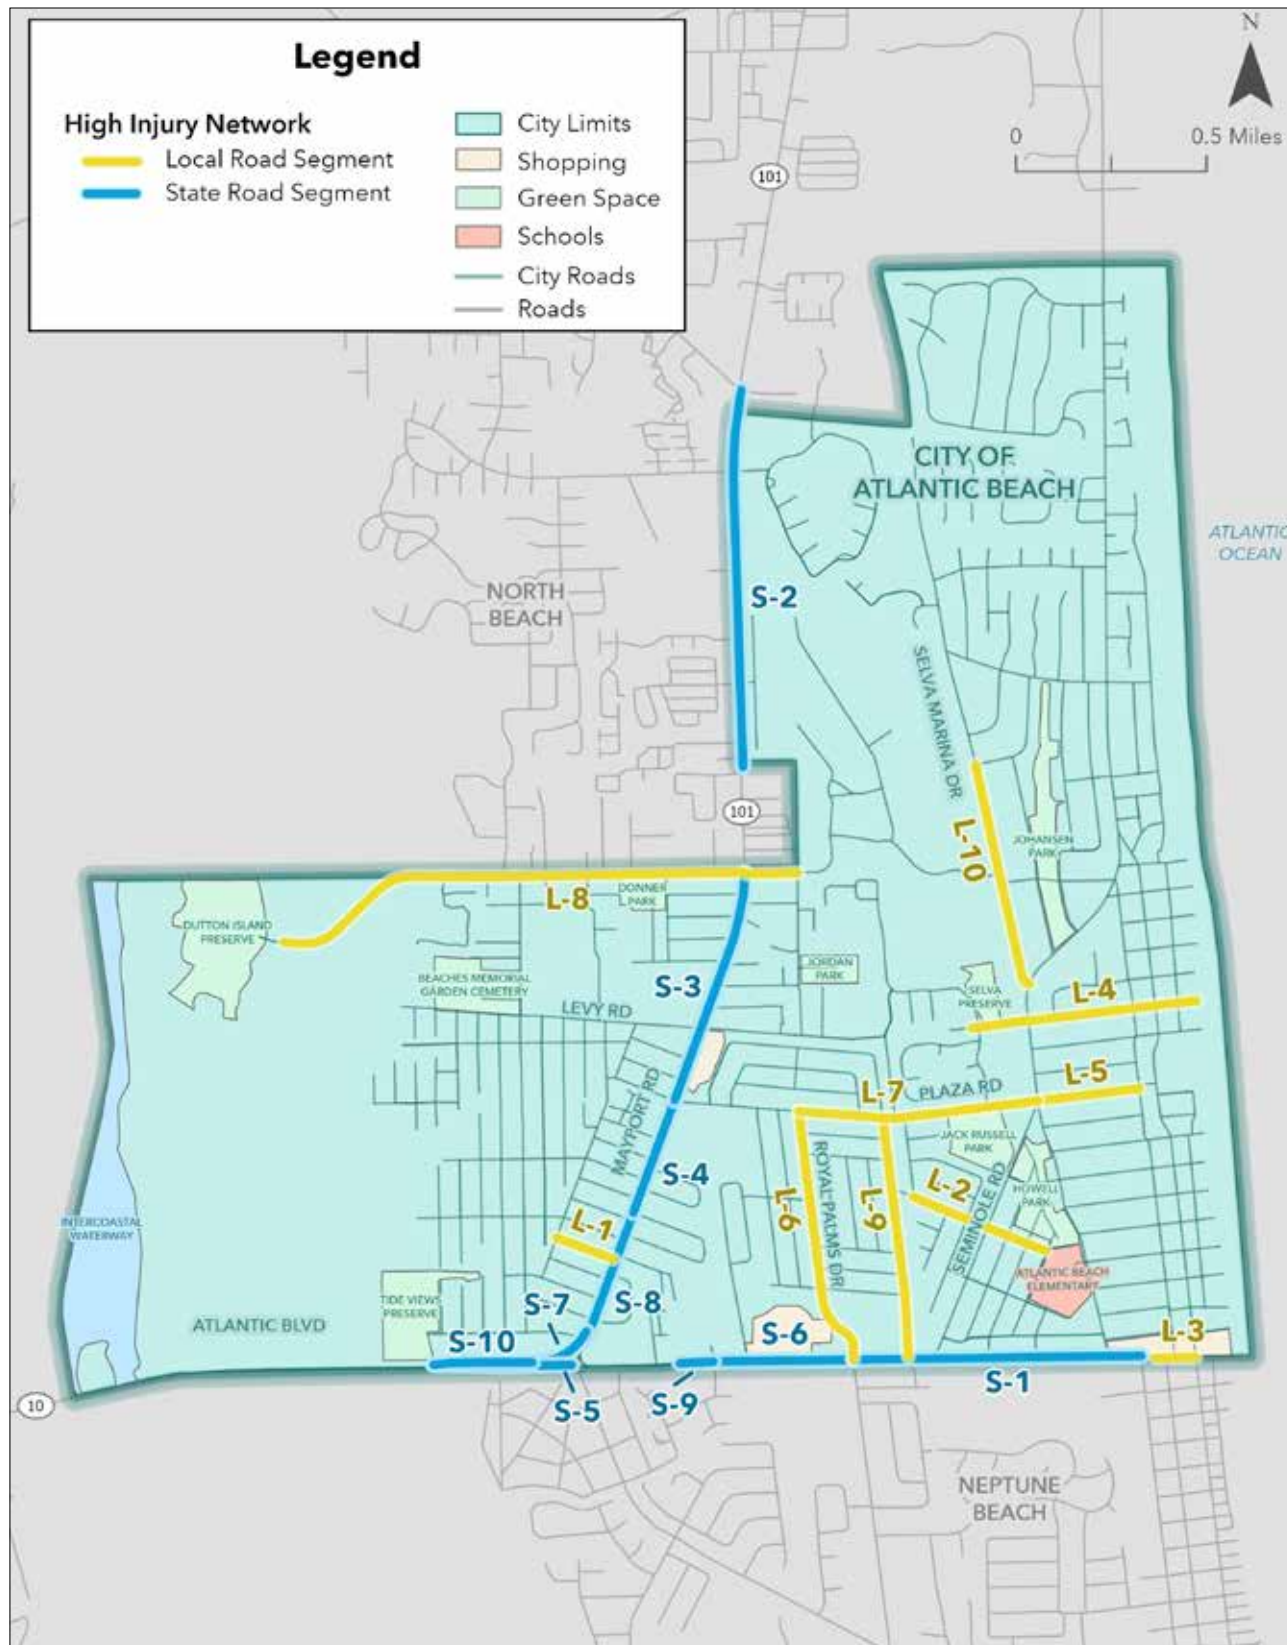 Legend
High Injury Network
Local Road Segment
State Road Segment
City Limits
Shopping
Green Space
Schools
City Roads
Roads
N
0
0.5 Miles
101
CITY OF
ATLANTIC BEACH
ATLANTIC
OCEAN
NORTH
BEACH
S-2
SELVA MARINA DR
101
L-10
JOHANSEN
PARK
L-8
DONNER
PARK
DUTTON ISLAND
PRESERVE
BEACHES MEMORIAL
GARDEN CEMETERY
JORDAN
PARK
S-3
SELVA
PRESERVE
L-4
LEVY RD
MAYPORT RD
L-7
PLAZA RD
L-5
JACK RUSSELL
PARK
S-4
L-6
ROYAL PALMS DR
L-9
L-2
SEMINOLE RD
HOWELL
PARK
INTERCOASTAL
WATERWAY
L-1
ATLANTIC BEACH
ELEMENTARY
TIDE VIEWS
PRESERVE
ATLANTIC BLVD
S-7
S-8
S-10
S-6
L-3
S-5
S-9
S-1
10
NEPTUNE
BEACH